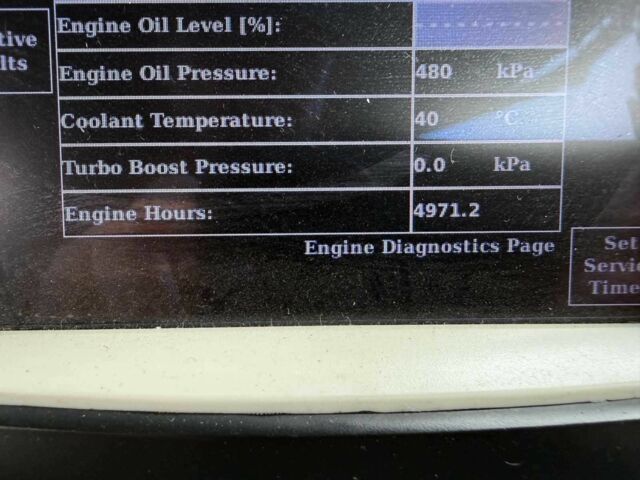 Engine Oil Level [%]: -------------
tive
lts
Engine Oil Pressure: 480 kPa
Coolant Temperature: 40 °C
Turbo Boost Pressure: 0.0 kPa
Engine Hours: 4971.2
Engine Diagnostics Page
Set
Servic
Time